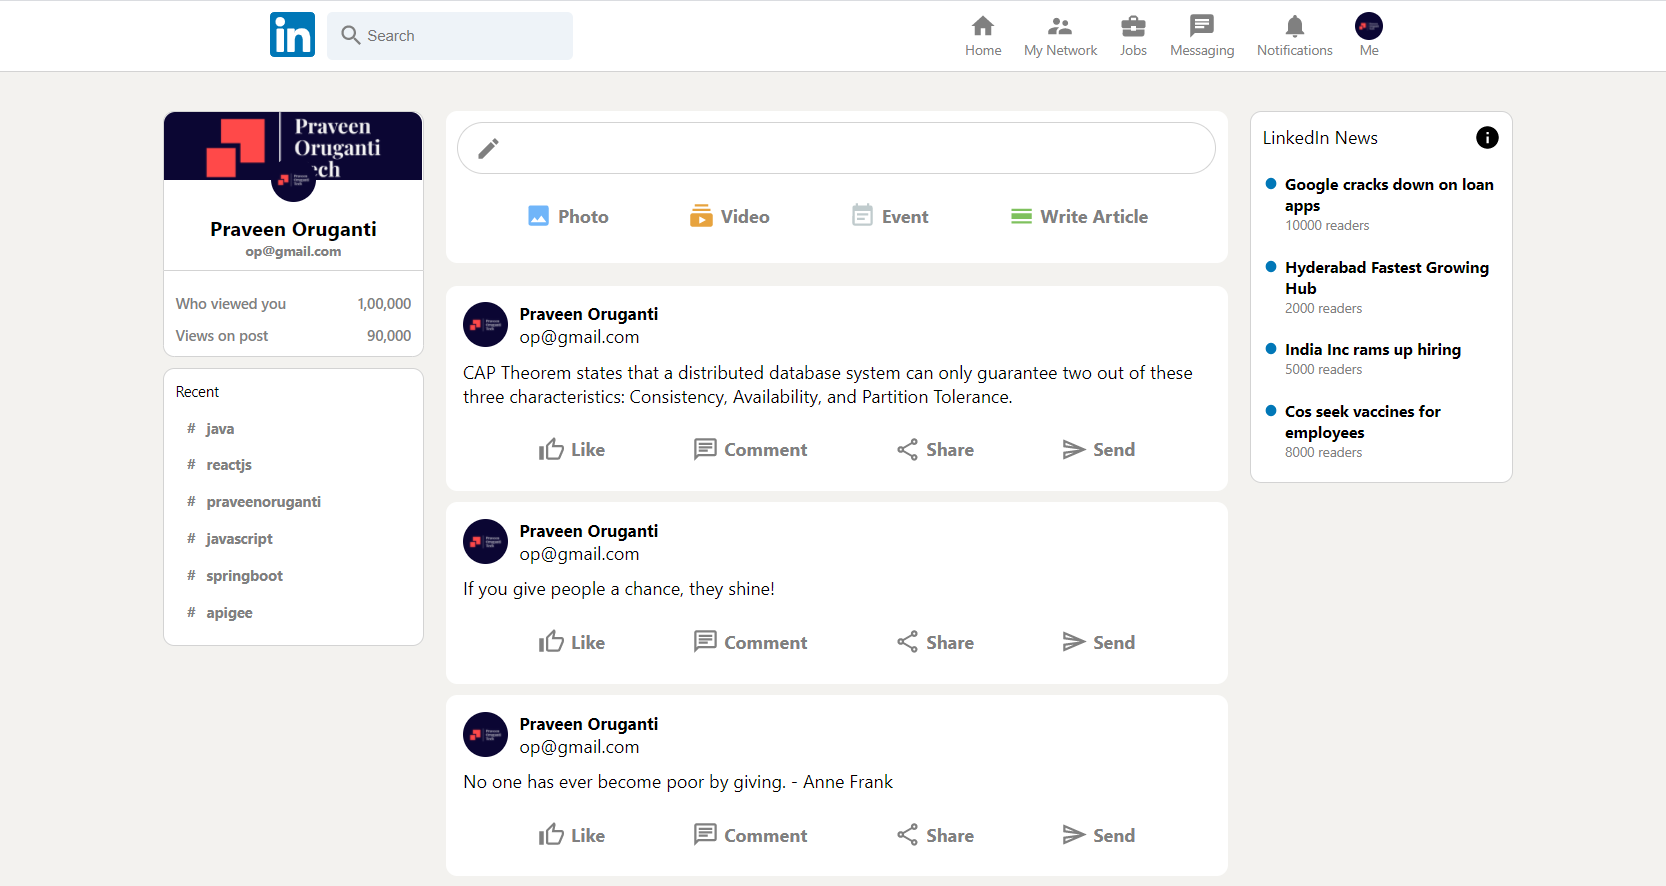 in
Search
Home
My Network
Jobs
Messaging
Notifications
Me
Praveen
Oruganti
Tech
Praveen Oruganti
op@gmail.com
Who viewed you 1,00,000
Views on post 90,000
Recent
# java
# reactjs
# praveenoruganti
# javascript
# springboot
# apigee
Photo
Video
Event
Write Article
Praveen Oruganti
op@gmail.com
CAP Theorem states that a distributed database system can only guarantee two out of these
three characteristics: Consistency, Availability, and Partition Tolerance.
Like
Comment
Share
Send
Praveen Oruganti
op@gmail.com
If you give people a chance, they shine!
Like
Comment
Share
Send
Praveen Oruganti
op@gmail.com
No one has ever become poor by giving. - Anne Frank
Like
Comment
Share
Send
LinkedIn News
Google cracks down on loan
apps
10000 readers
Hyderabad Fastest Growing
Hub
2000 readers
India Inc rams up hiring
5000 readers
Cos seek vaccines for
employees
8000 readers